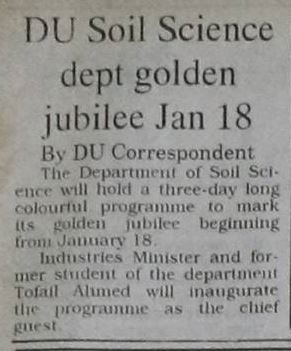 DU Soil Science
dept golden
jubilee Jan 18
By DU Correspondent
The Department of Soil Sci-
ence will hold a three-day long
colourful programme to mark
its golden jubilee beginning
from January 18.
Industries Minister and for-
mer student of the department
Tofail Ahmed will inaugurate
the programme as the chief
guest.